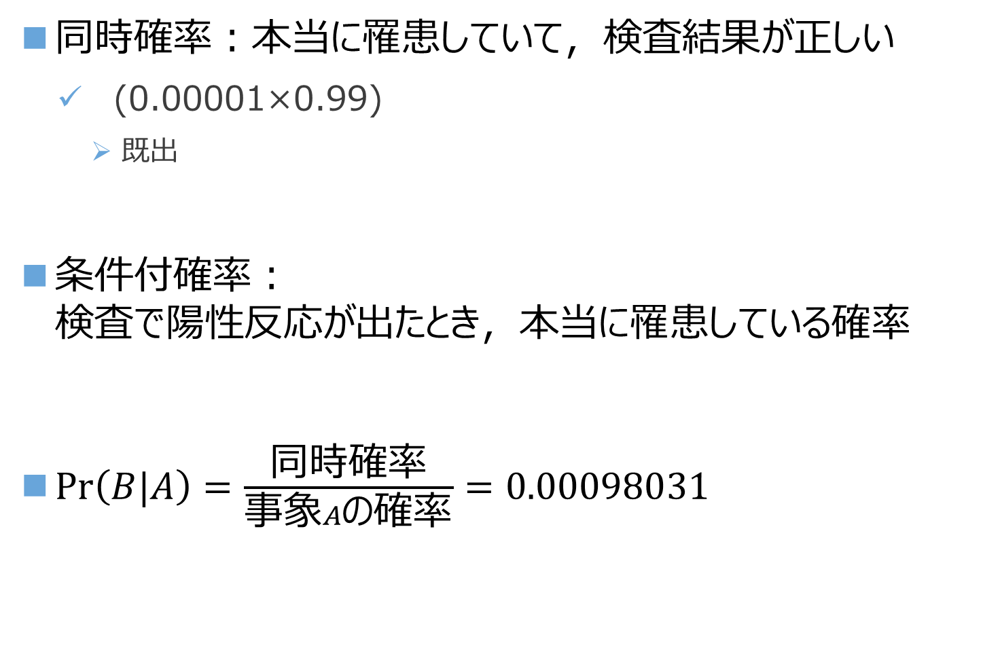 同時確率：本当に罹患していて，検査結果が正しい
(0.00001×0.99)
既出
条件付確率：
検査で陽性反応が出たとき，本当に罹患している確率
Pr(B|A) = 同時確率/事象Aの確率 = 0.00098031